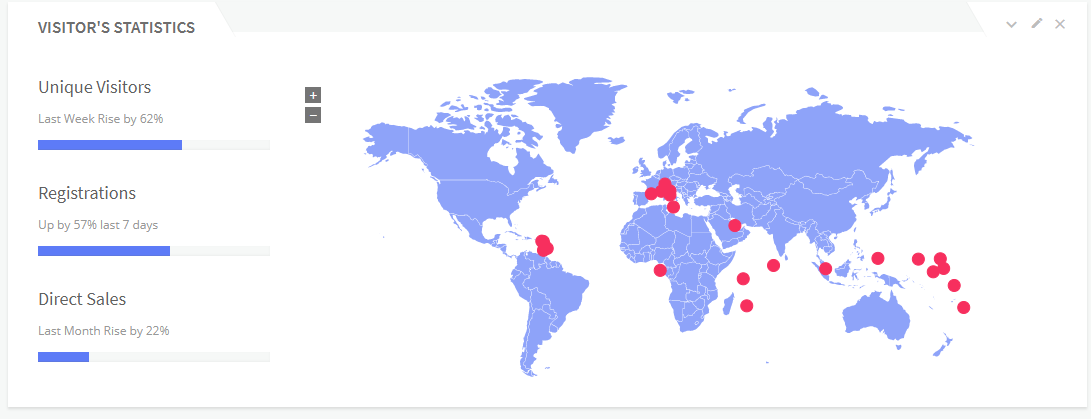 VISITOR'S STATISTICS
Unique Visitors
Last Week Rise by 62%
Registrations
Up by 57% last 7 days
Direct Sales
Last Month Rise by 22%
+
−